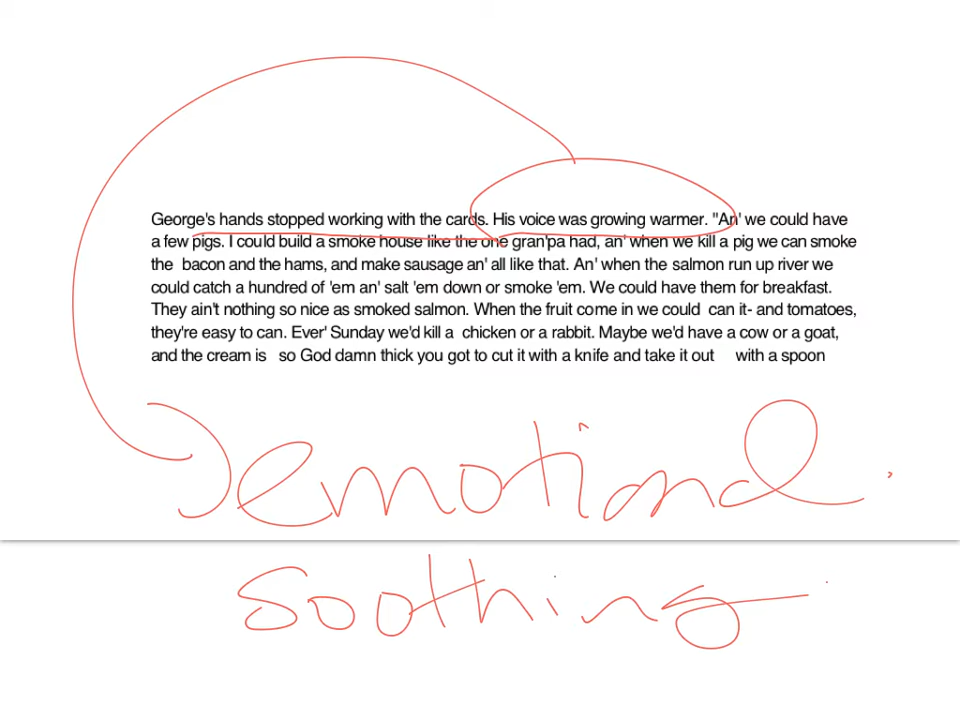 George's hands stopped working with the cards. His voice was growing warmer. "An' we could have
a few pigs. I could build a smoke house like the one gran'pa had, an' when we kill a pig we can smoke
the bacon and the hams, and make sausage an' all like that. An' when the salmon run up river we
could catch a hundred of 'em an' salt 'em down or smoke 'em. We could have them for breakfast.
They ain't nothing so nice as smoked salmon. When the fruit come in we could can it- and tomatoes,
they're easy to can. Ever' Sunday we'd kill a chicken or a rabbit. Maybe we'd have a cow or a goat,
and the cream is so God damn thick you got to cut it with a knife and take it out with a spoon
emotional
Soothing